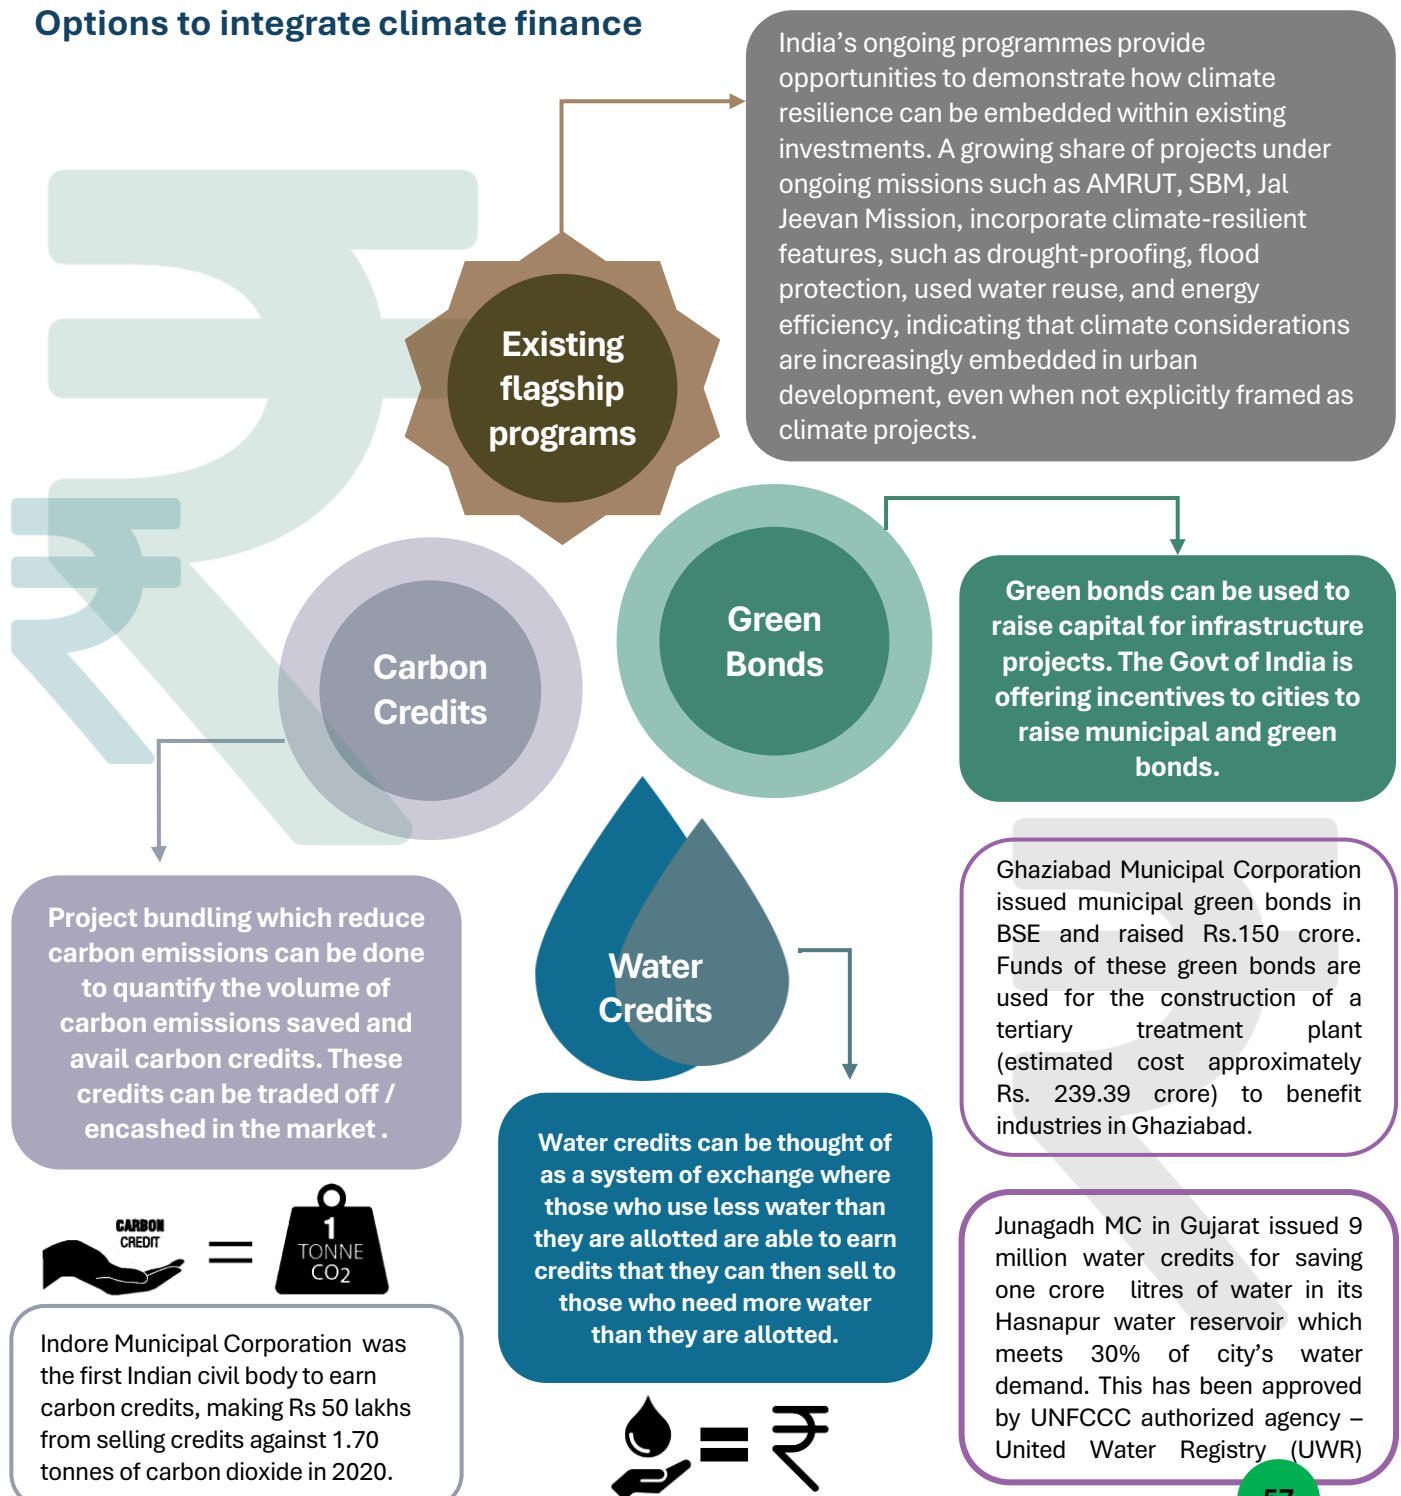 Options to integrate climate finance
India’s ongoing programmes provide
opportunities to demonstrate how climate
resilience can be embedded within existing
investments. A growing share of projects under
ongoing missions such as AMRUT, SBM, Jal
Jeevan Mission, incorporate climate-resilient
features, such as drought-proofing, flood
protection, used water reuse, and energy
efficiency, indicating that climate considerations
are increasingly embedded in urban
development, even when not explicitly framed as
climate projects.
Existing
flagship
programs
Green
Bonds
Green bonds can be used to
raise capital for infrastructure
projects. The Govt of India is
offering incentives to cities to
raise municipal and green
bonds.
Carbon
Credits
Project bundling which reduce
carbon emissions can be done
to quantify the volume of
carbon emissions saved and
avail carbon credits. These
credits can be traded off /
encashed in the market .
Water
Credits
Water credits can be thought of
as a system of exchange where
those who use less water than
they are allotted are able to earn
credits that they can then sell to
those who need more water
than they are allotted.
Ghaziabad Municipal Corporation
issued municipal green bonds in
BSE and raised Rs.150 crore.
Funds of these green bonds are
used for the construction of a
tertiary treatment plant
(estimated cost approximately
Rs. 239.39 crore) to benefit
industries in Ghaziabad.
CARBON
CREDIT
=
1
TONNE
CO2
Indore Municipal Corporation was
the first Indian civil body to earn
carbon credits, making Rs 50 lakhs
from selling credits against 1.70
tonnes of carbon dioxide in 2020.
= ₹
Junagadh MC in Gujarat issued 9
million water credits for saving
one crore litres of water in its
Hasnapur water reservoir which
meets 30% of city’s water
demand. This has been approved
by UNFCCC authorized agency –
United Water Registry (UWR)
57